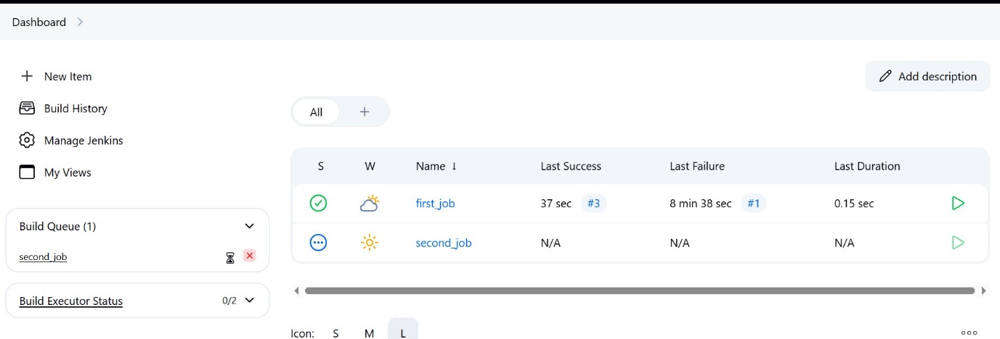 Dashboard
New Item
Build History
Manage Jenkins
My Views
Build Queue (1)
second_job
Build Executor Status 0/2
Add description
All +
S W Name ↓ Last Success Last Failure Last Duration
first_job 37 sec #3 8 min 38 sec #1 0.15 sec
second_job N/A N/A N/A
Icon: S M L